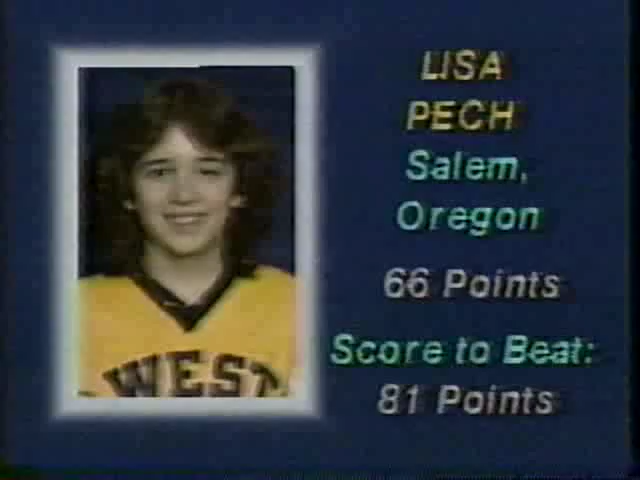 LISA
PECH
Salem,
Oregon
66 Points
Score to Beat:
81 Points
WEST